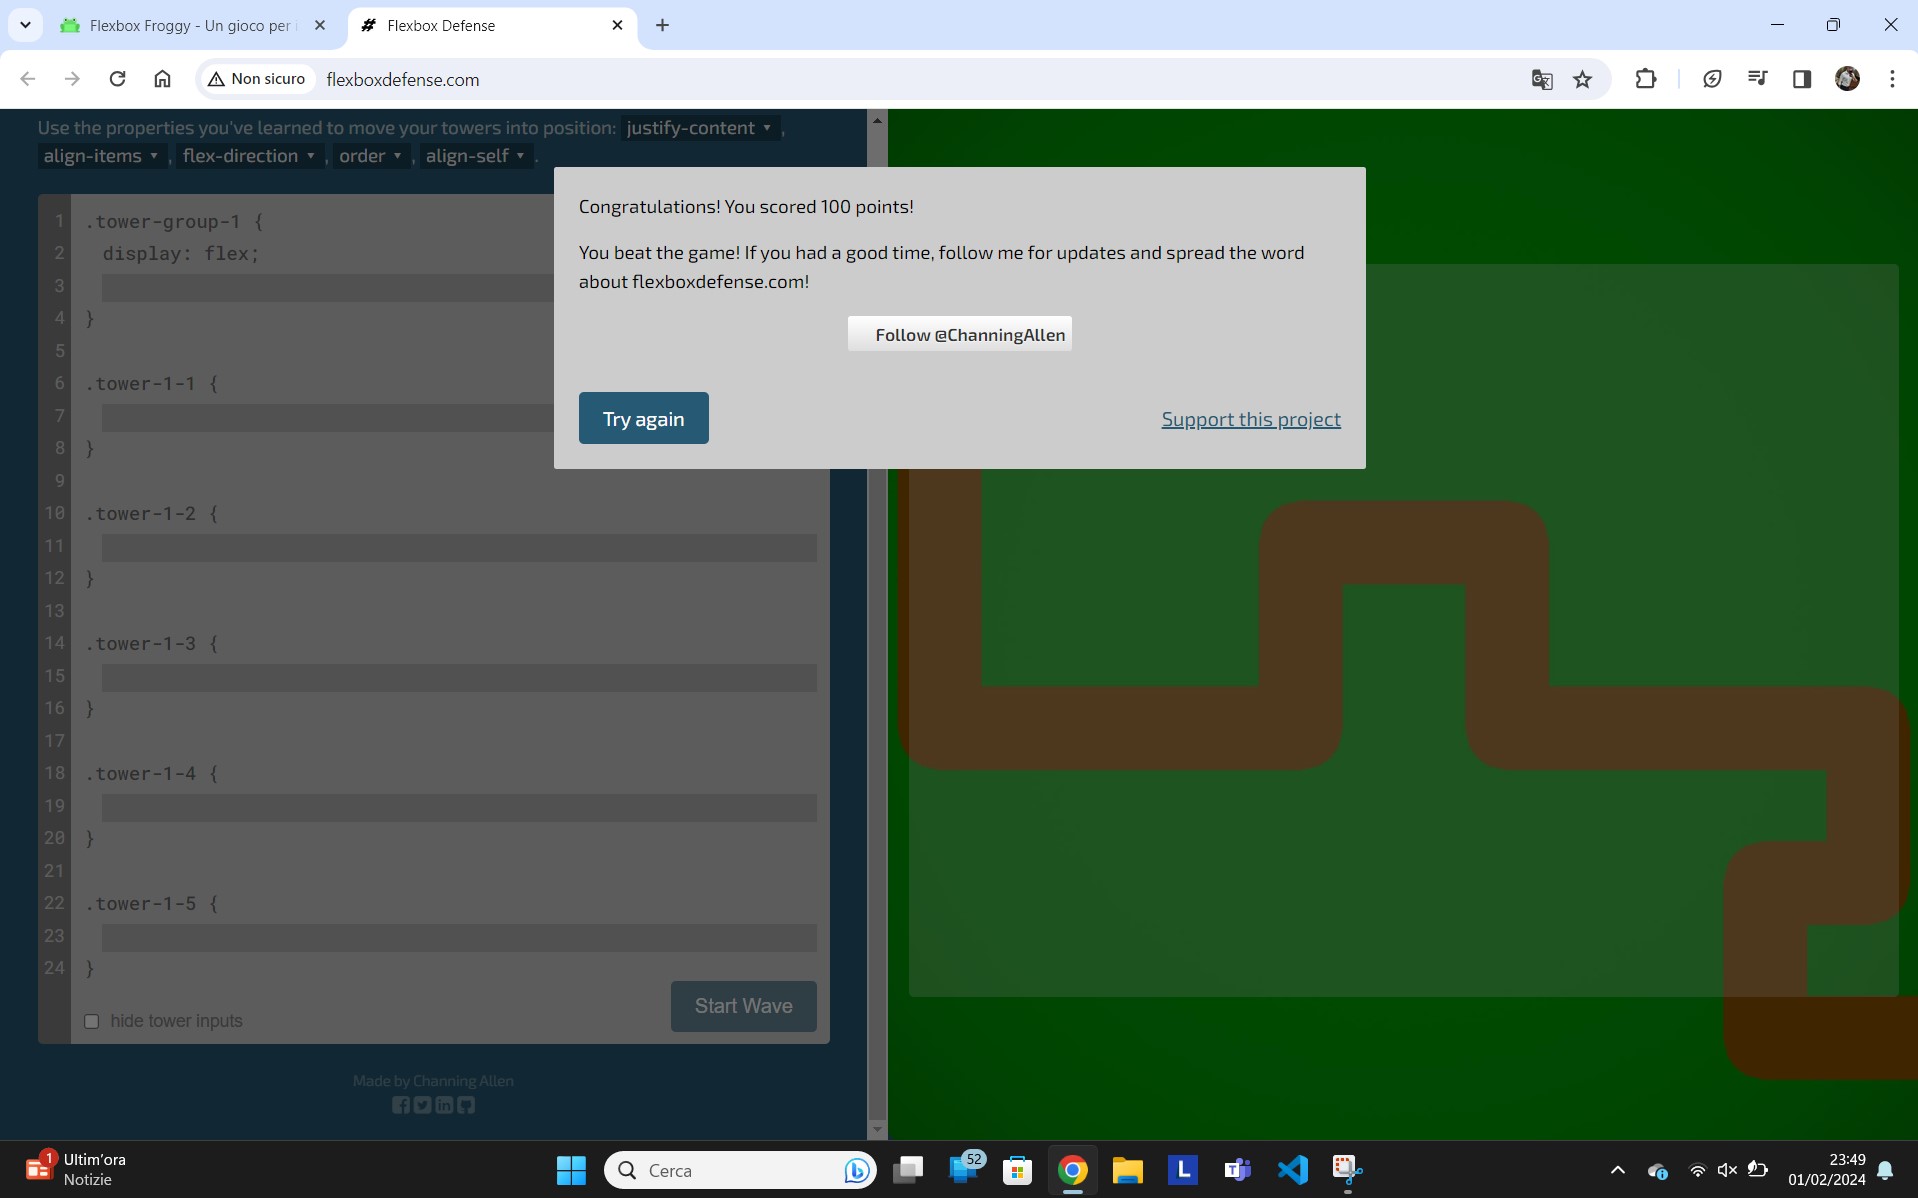 Flexbox Froggy - Un gioco per i
Flexbox Defense
Non sicuro
flexboxdefense.com
Use the properties you've learned to move your towers into position: justify-content ▼ ,
align-items ▼ , flex-direction ▼ , order ▼ , align-self ▼ .
1 .tower-group-1 {
2 display: flex;
3
4 }
5
6 .tower-1-1 {
7
8 }
9
10 .tower-1-2 {
11
12 }
13
14 .tower-1-3 {
15
16 }
17
18 .tower-1-4 {
19
20 }
21
22 .tower-1-5 {
23
24 }
hide tower inputs
Start Wave
Made by Channing Allen
Congratulations! You scored 100 points!
You beat the game! If you had a good time, follow me for updates and spread the word
about flexboxdefense.com!
Follow @ChanningAllen
Try again
Support this project
1
Ultim'ora
Notizie
Cerca
52
L
23:49
01/02/2024